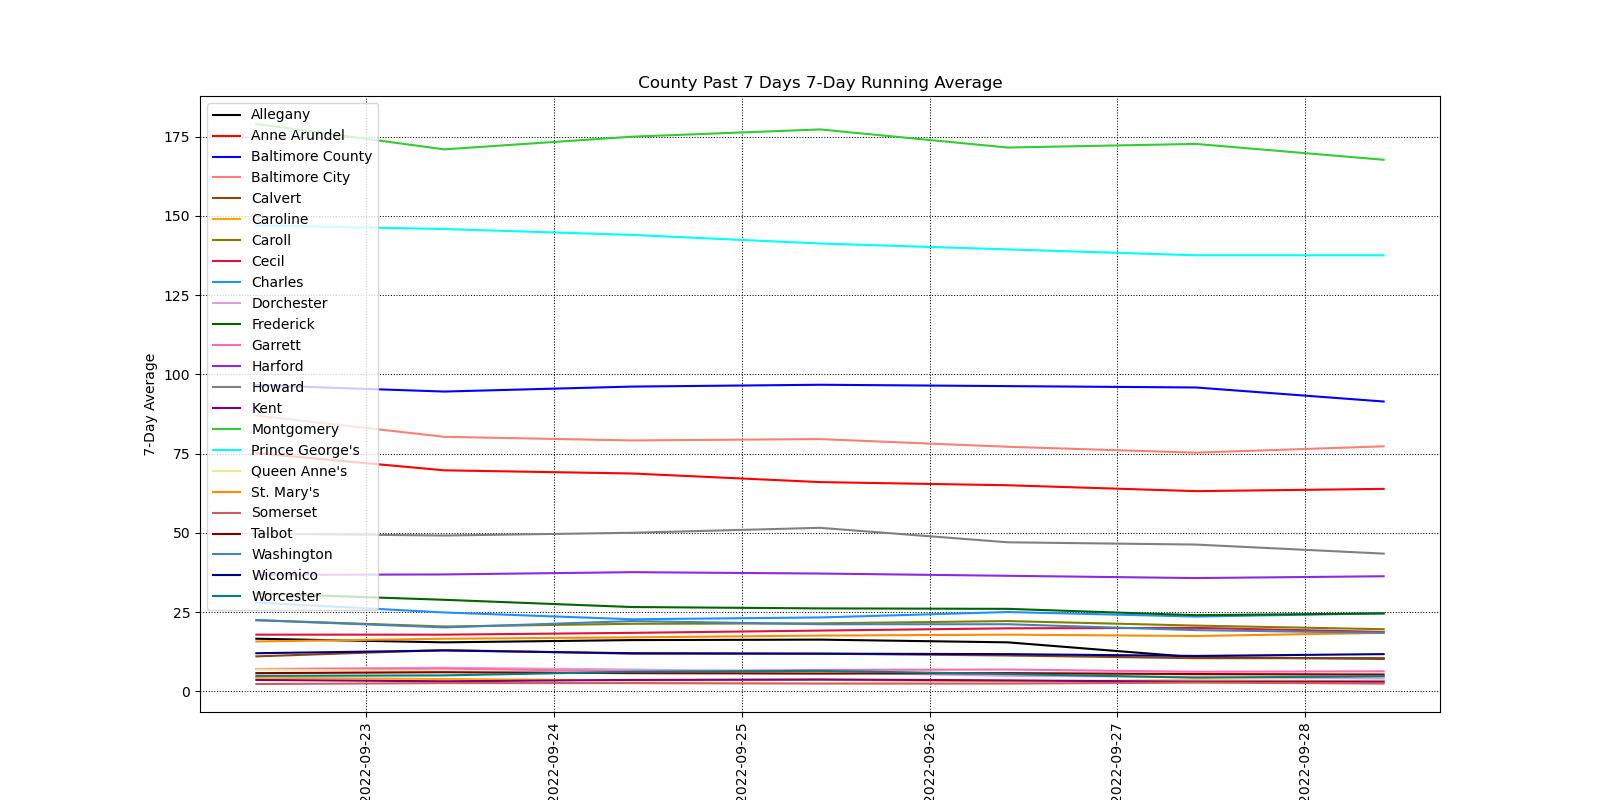 County Past 7 Days 7-Day Running Average
7-Day Average
175
150
125
100
75
50
25
0
Allegany
Anne Arundel
Baltimore County
Baltimore City
Calvert
Caroline
Caroll
Cecil
Charles
Dorchester
Frederick
Garrett
Harford
Howard
Kent
Montgomery
Prince George's
Queen Anne's
St. Mary's
Somerset
Talbot
Washington
Wicomico
Worcester
2022-09-23
2022-09-24
2022-09-25
2022-09-26
2022-09-27
2022-09-28